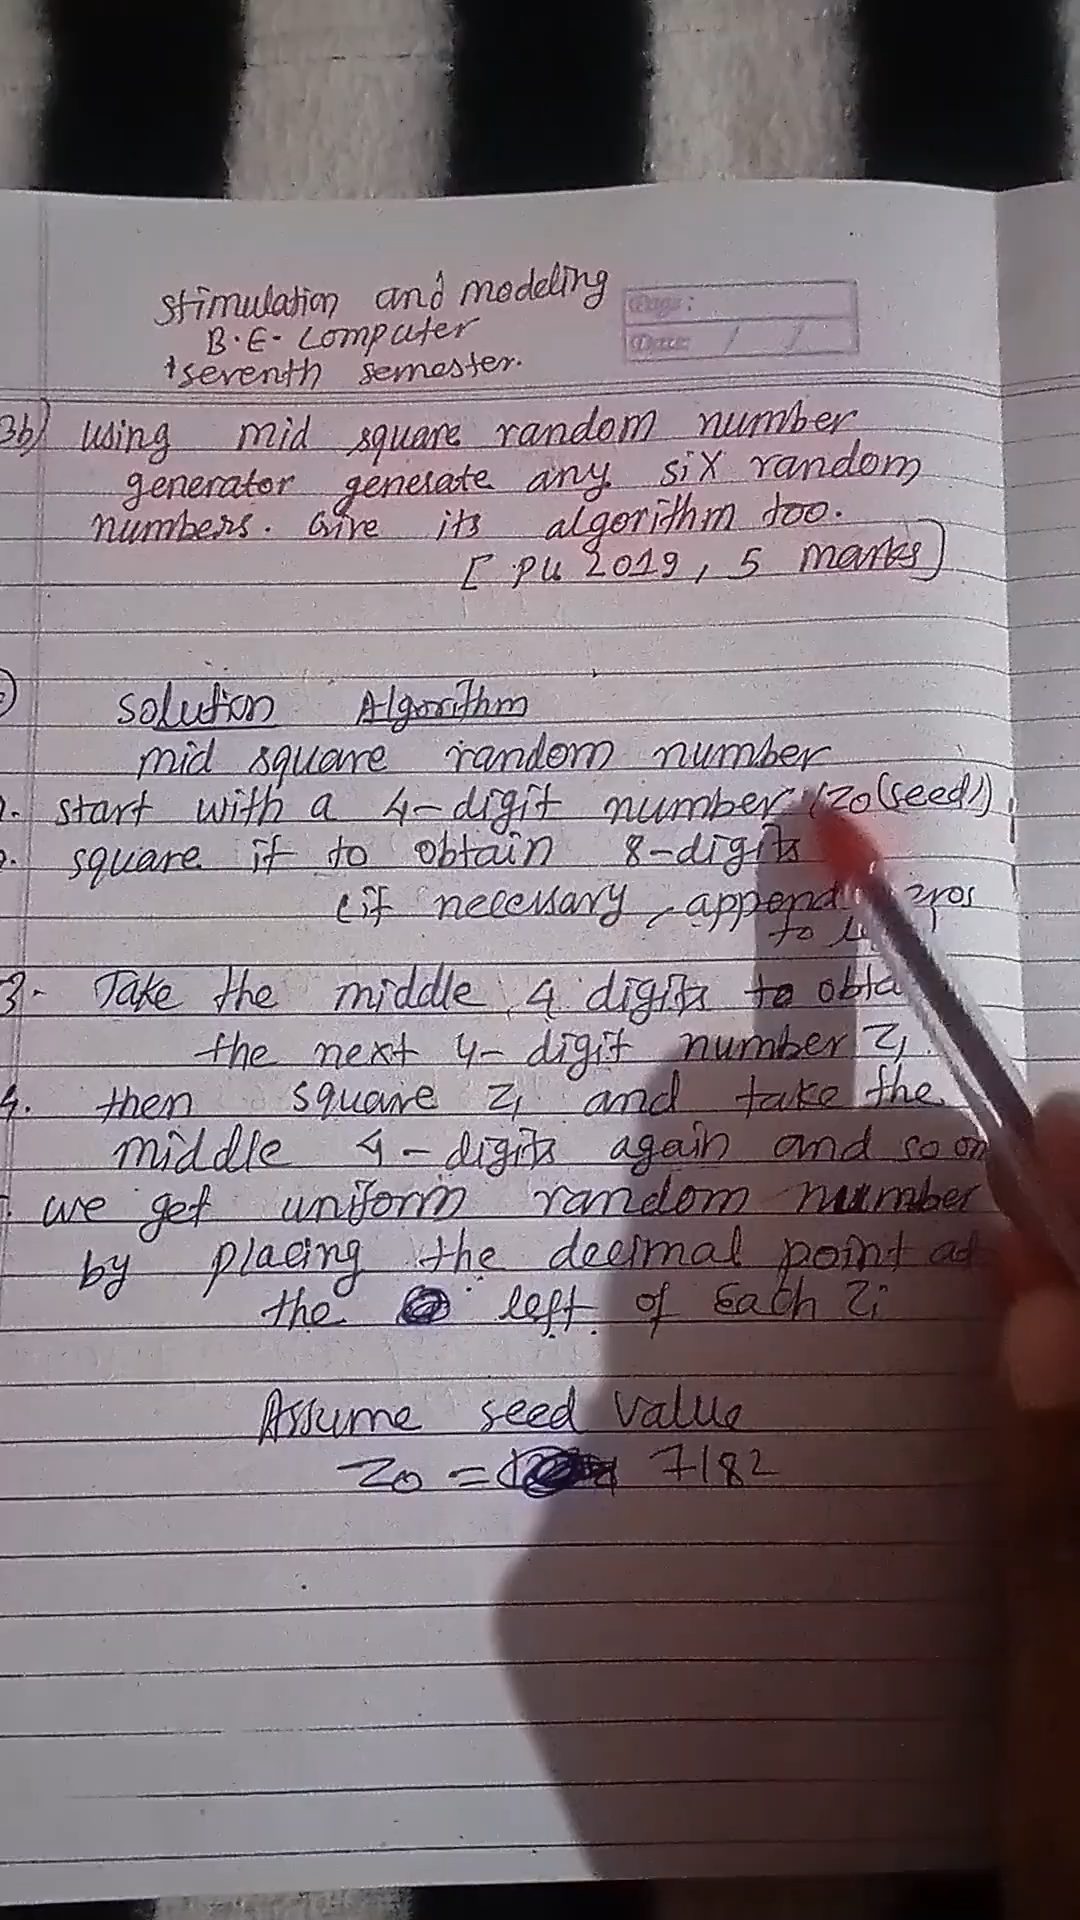 Stimulation and modeling
B.E. Computer
seventh semester.
Page:
Date: / /
3b) using mid square random number
generator generate any six random
numbers. Give its algorithm too.
[PU 2019, 5 marks]
Solution Algorithm
mid square random number
start with a 4-digit number Z0 (seed)
square it to obtain 8-digits
(if necessary, append
to
3. Take the middle 4 digits to
the next 4-digit number Z1
4. then square Z1 and take the
middle 4-digits again and so on
we get uniform random number
by placing the decimal point
the left of Each Zi
Assume seed value
Z0 = 7182